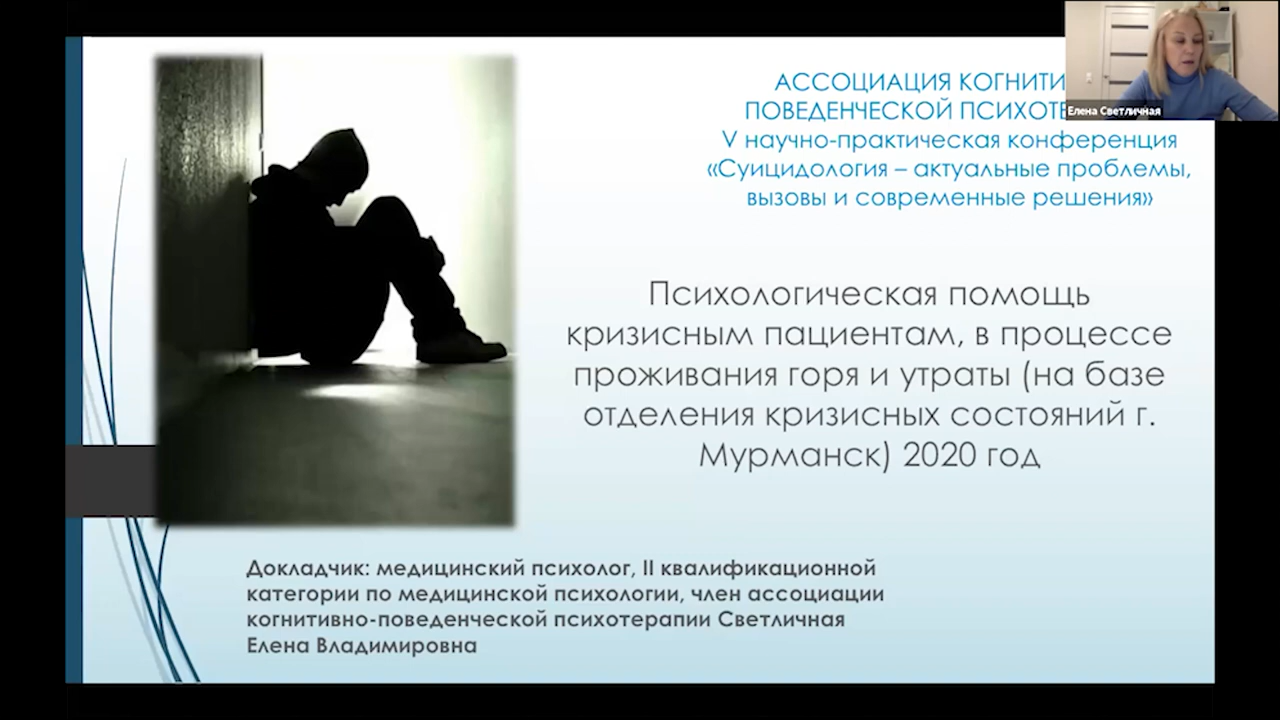 АССОЦИАЦИЯ КОГНИТИ
ПОВЕДЕНЧЕСКОЙ ПСИХОТЕ
V научно-практическая конференция
«Суицидология – актуальные проблемы,
вызовы и современные решения»
Елена Светличная
Психологическая помощь
кризисным пациентам, в процессе
проживания горя и утраты (на базе
отделения кризисных состояний г.
Мурманск) 2020 год
Докладчик: медицинский психолог, II квалификационной
категории по медицинской психологии, член ассоциации
когнитивно-поведенческой психотерапии Светличная
Елена Владимировна